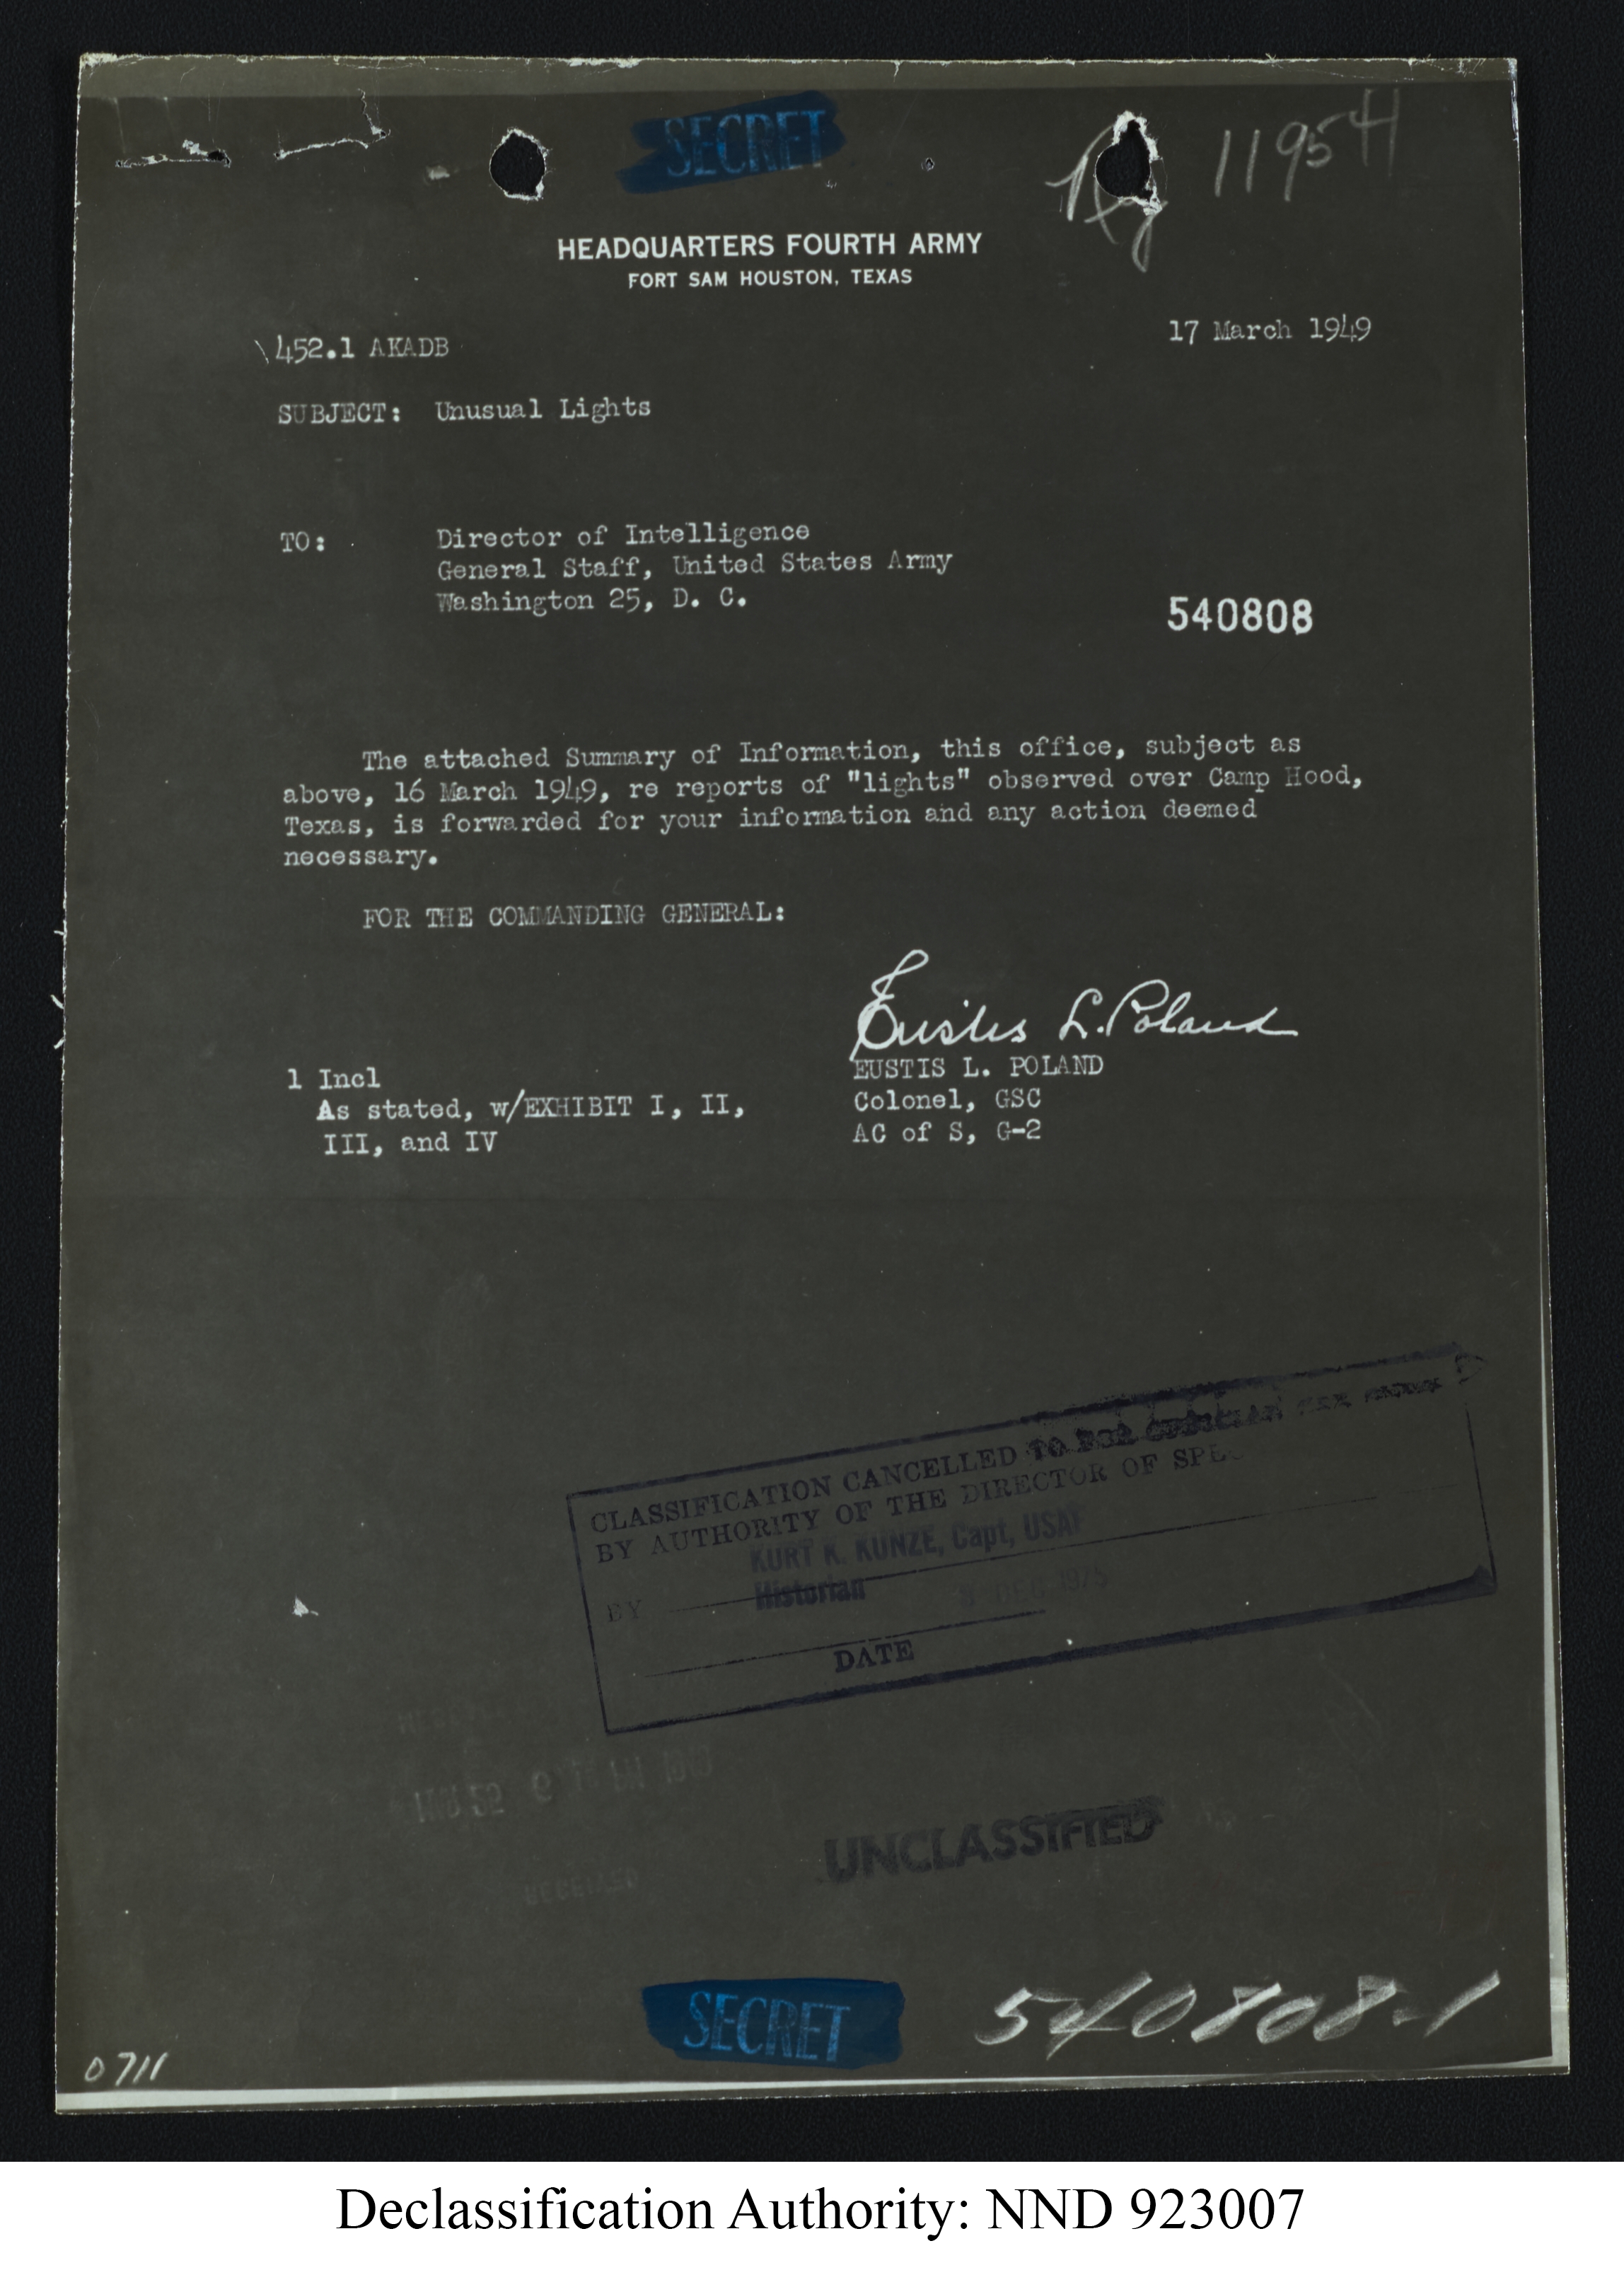 SECRET
11954
HEADQUARTERS FOURTH ARMY
FORT SAM HOUSTON, TEXAS
452.1 AKADB
17 March 1949
SUBJECT: Unusual Lights
TO: Director of Intelligence
General Staff, United States Army
Washington 25, D. C.
540808
The attached Summary of Information, this office, subject as
above, 16 March 1949, re reports of "lights" observed over Camp Hood,
Texas, is forwarded for your information and any action deemed
necessary.
FOR THE COMMANDING GENERAL:
Eustis L. Poland
EUSTIS L. POLAND
Colonel, GSC
AC of S, G-2
1 Incl
As stated, w/EXHIBIT I, II,
III, and IV
CLASSIFICATION CANCELLED
BY AUTHORITY OF THE DIRECTOR OF
KURT K. KUNZE, Capt, USAF
BY Historian DEC 1975
DATE
UNCLASSIFIED
SECRET
540808-1
0711
Declassification Authority: NND 923007